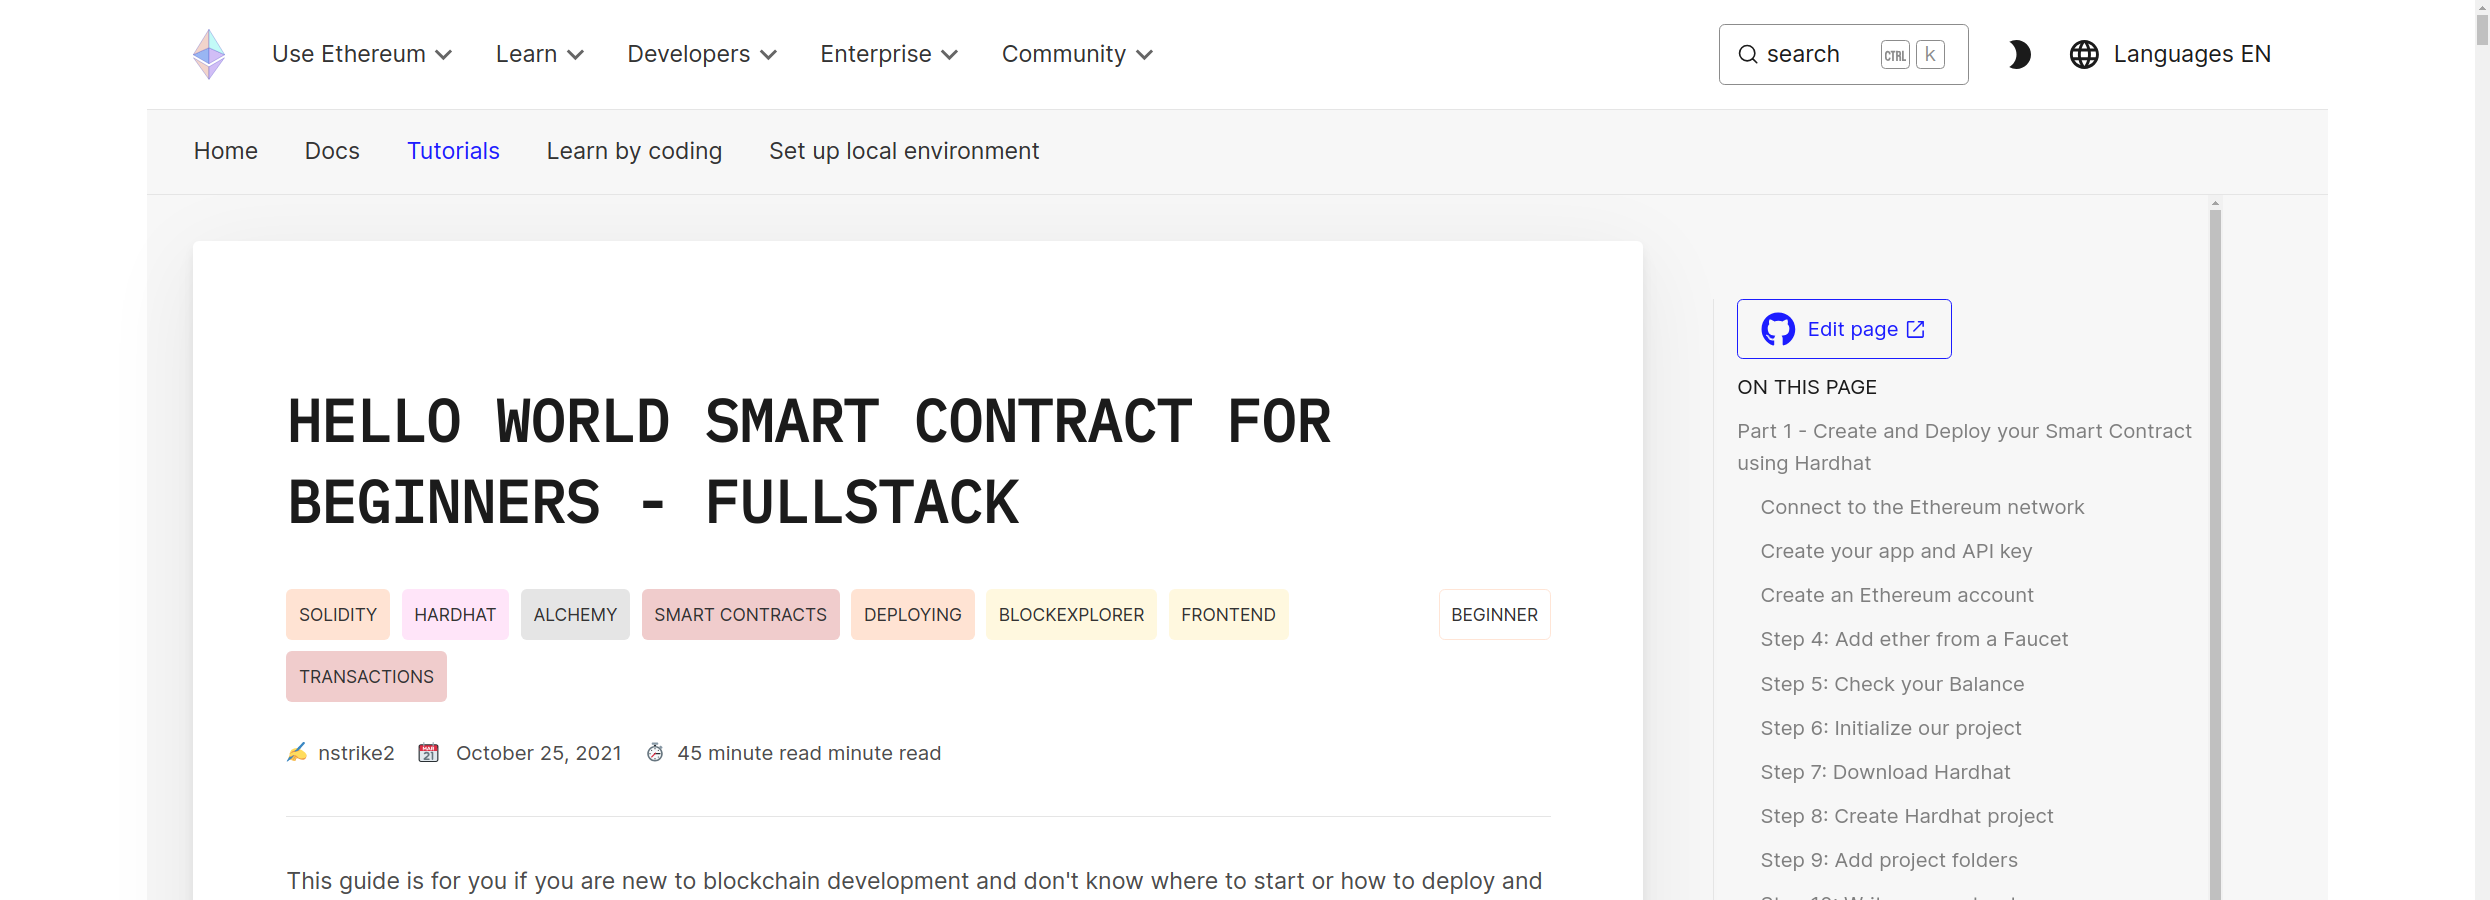 Use Ethereum
Learn
Developers
Enterprise
Community
search
CTRL
k
Languages EN
Home
Docs
Tutorials
Learn by coding
Set up local environment
HELLO WORLD SMART CONTRACT FOR
BEGINNERS - FULLSTACK
SOLIDITY
HARDHAT
ALCHEMY
SMART CONTRACTS
DEPLOYING
BLOCKEXPLORER
FRONTEND
BEGINNER
TRANSACTIONS
nstrike2
October 25, 2021
45 minute read minute read
This guide is for you if you are new to blockchain development and don't know where to start or how to deploy and
Edit page
ON THIS PAGE
Part 1 - Create and Deploy your Smart Contract
using Hardhat
Connect to the Ethereum network
Create your app and API key
Create an Ethereum account
Step 4: Add ether from a Faucet
Step 5: Check your Balance
Step 6: Initialize our project
Step 7: Download Hardhat
Step 8: Create Hardhat project
Step 9: Add project folders